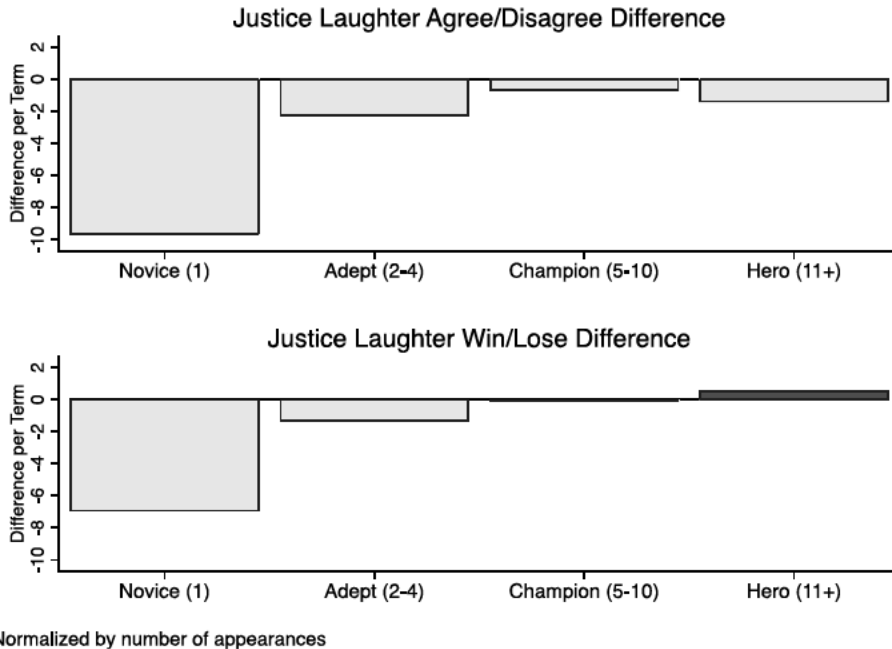 Justice Laughter Agree/Disagree Difference
Difference per Term
2
0
-2
-4
-6
-8
-10
Novice (1) Adept (2-4) Champion (5-10) Hero (11+)
Justice Laughter Win/Lose Difference
Difference per Term
2
0
-2
-4
-6
-8
-10
Novice (1) Adept (2-4) Champion (5-10) Hero (11+)
Normalized by number of appearances